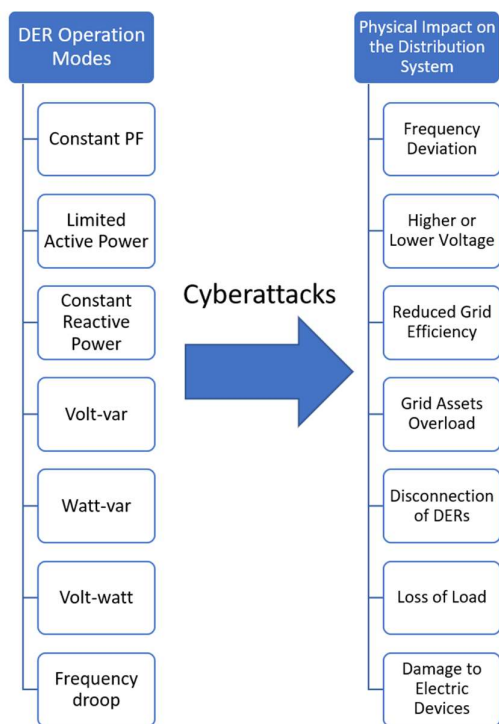 DER Operation
Modes
Constant PF
Limited
Active Power
Constant
Reactive
Power
Volt-var
Watt-var
Volt-watt
Frequency
droop
Cyberattacks
Physical Impact on
the Distribution
System
Frequency
Deviation
Higher or
Lower Voltage
Reduced Grid
Efficiency
Grid Assets
Overload
Disconnection
of DERs
Loss of Load
Damage to
Electric
Devices